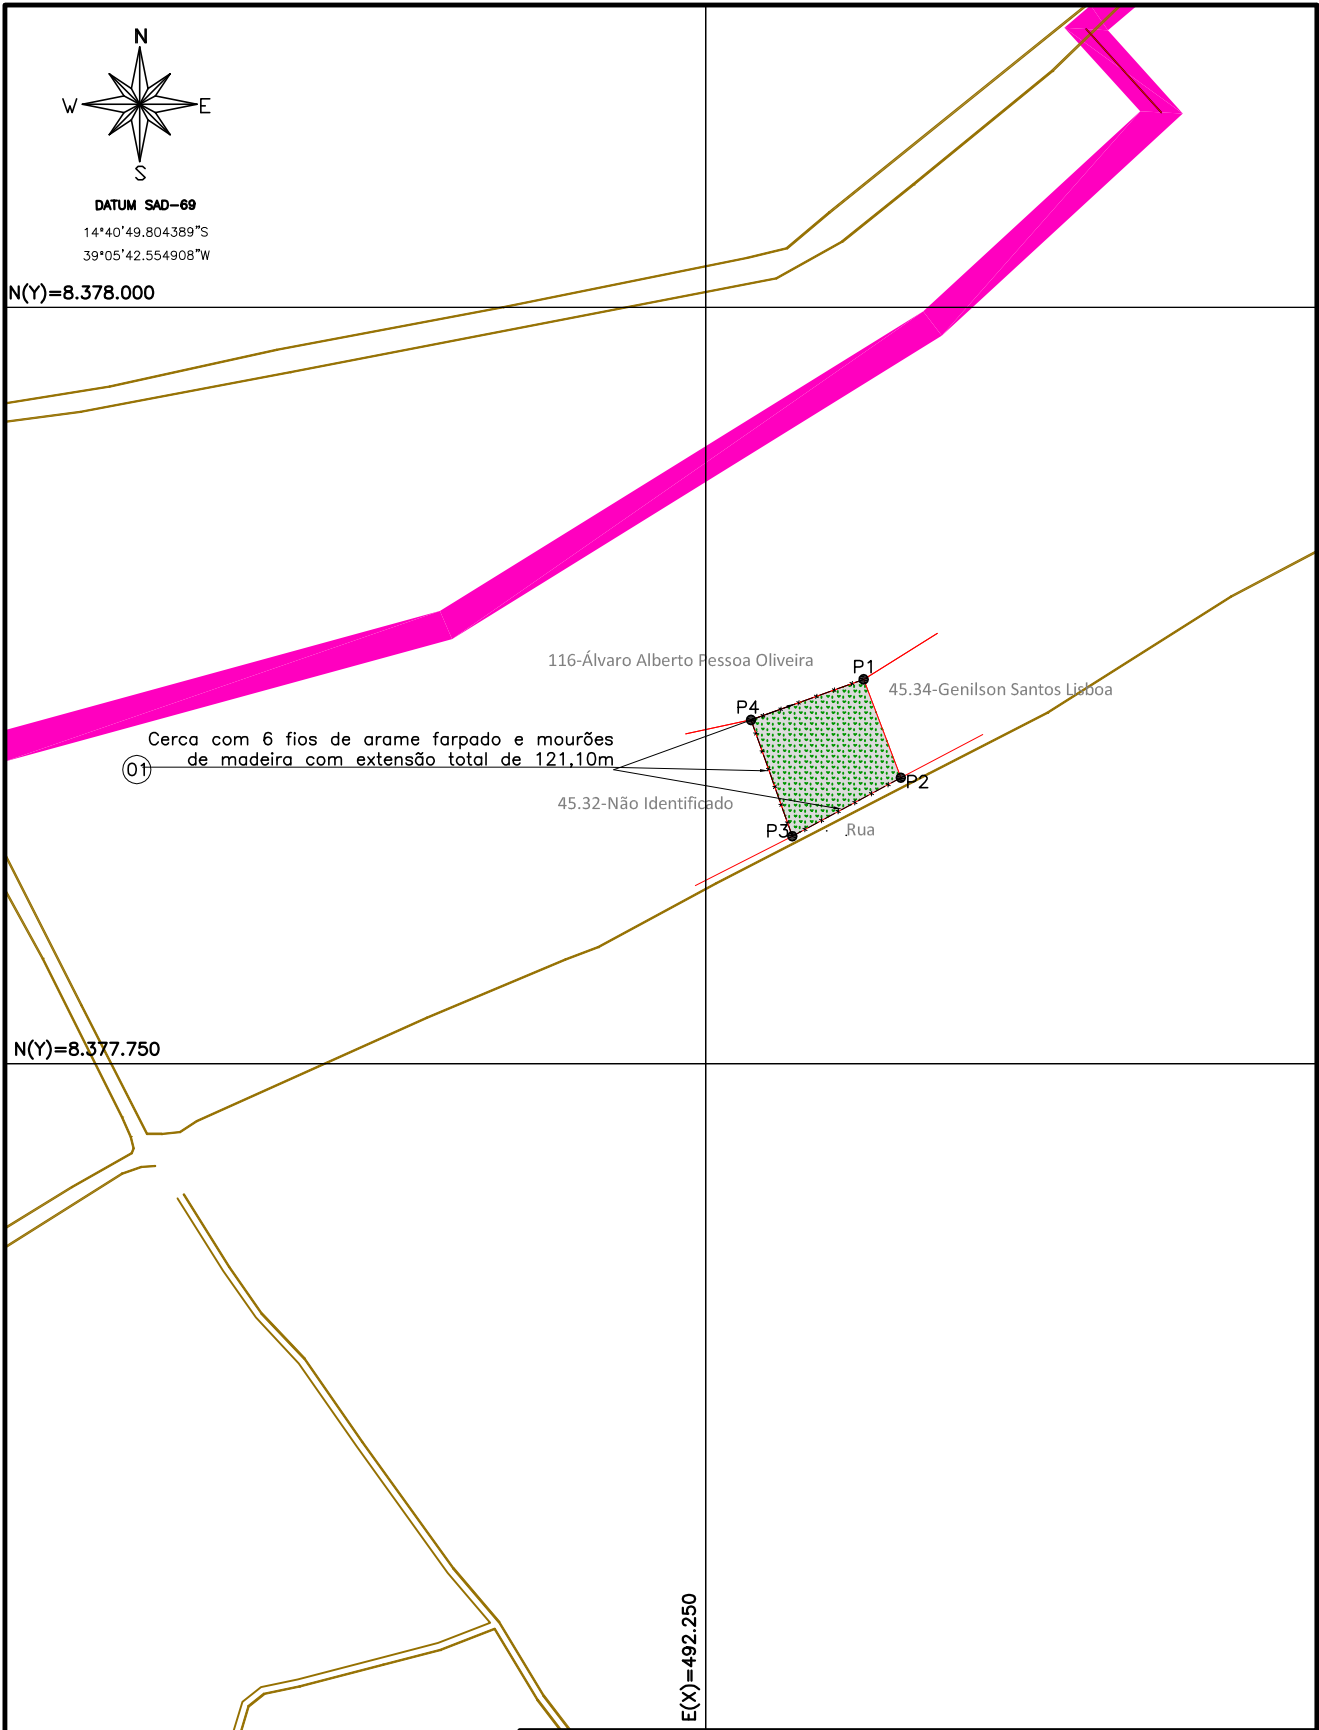 N
W
E
S
DATUM SAD-69
14°40'49.804389"S
39°05'42.554908"W
N(Y)=8.378.000
116-Álvaro Alberto Pessoa Oliveira
P1
45.34-Genilson Santos Lisboa
P4
Cerca com 6 fios de arame farpado e mourões
de madeira com extensão total de 121,10m
01
P2
45.32-Não Identificado
P3
Rua
N(Y)=8.377.750
E(X)=492.250